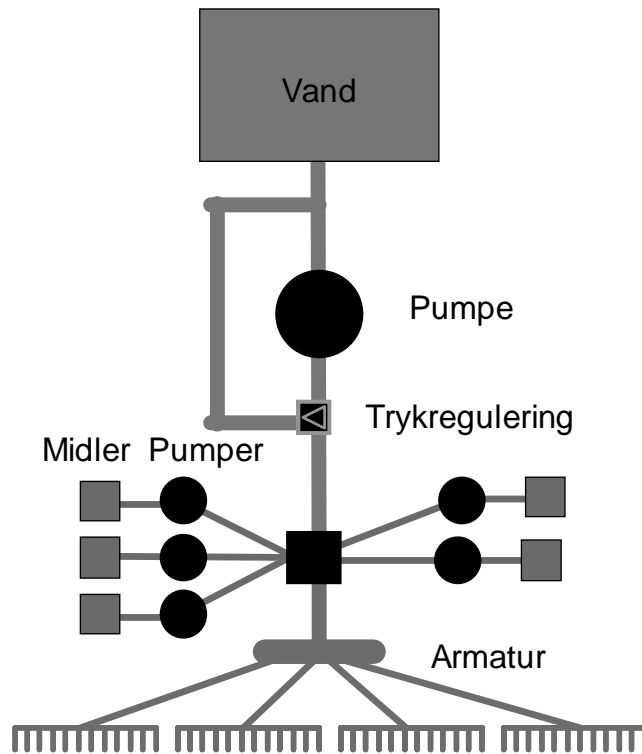 Vand
Pumpe
Trykregulering
Midler Pumper
Armatur